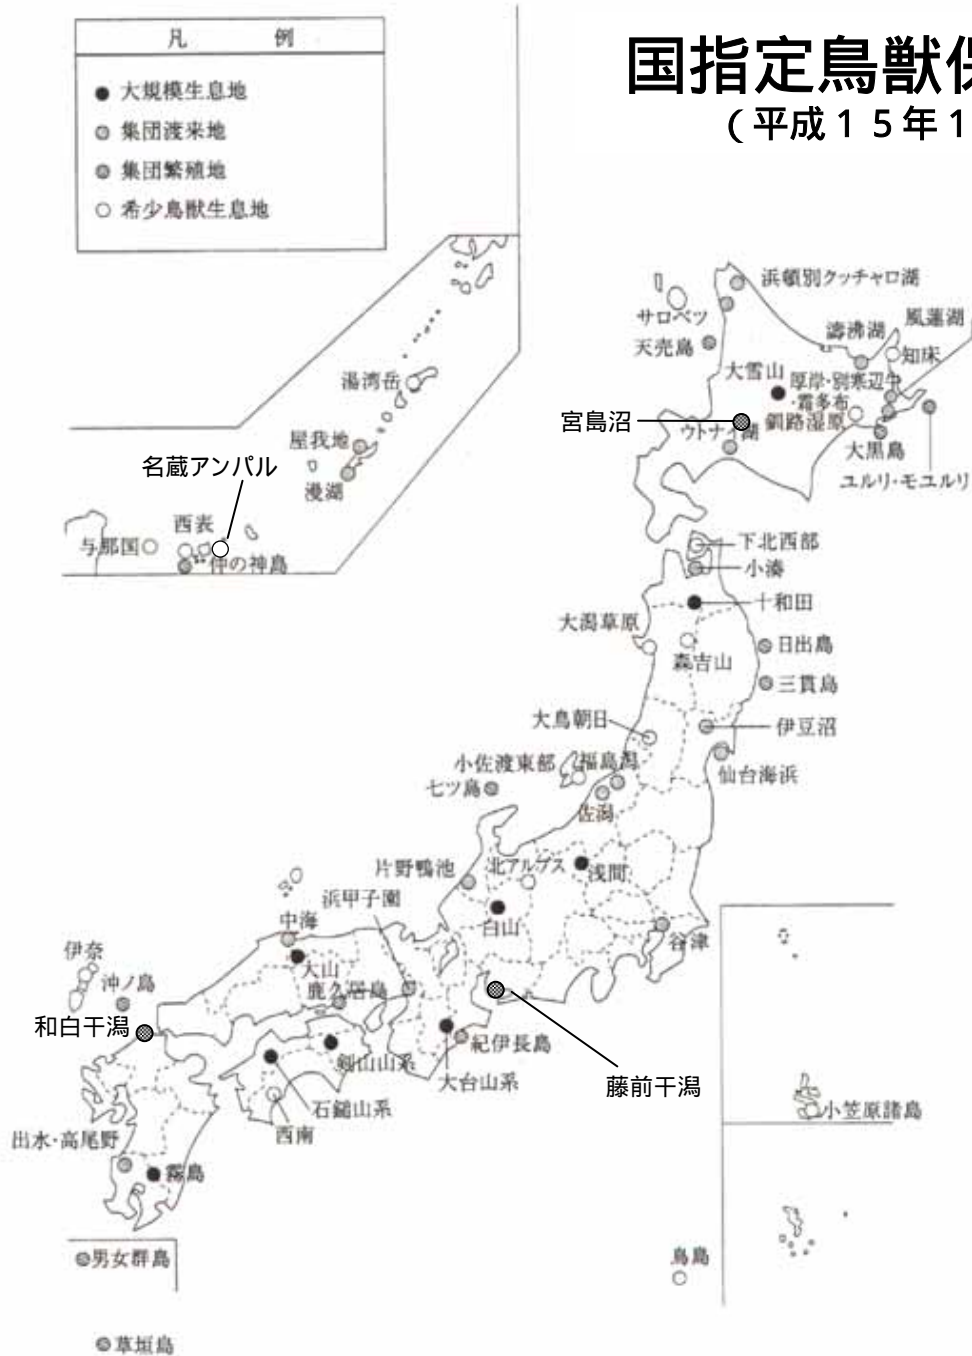 凡 例
● 大規模生息地
集団渡来地
集団繁殖地
○ 希少鳥獣生息地
国指定鳥獣保
(平成15年1
浜頓別クッチャロ湖
サロベツ
天売島
濤沸湖
風蓮湖
知床
大雪山
厚岸・別寒辺牛
・霧多布
宮島沼
釧路湿原
ウトナイ湖
大黒島
ユルリ・モユルリ
湯湾岳
屋我地
漫湖
名蔵アンパル
西表
与那国
仲の神島
下北西部
小湊
十和田
大潟草原
森吉山
日出島
三貫島
大鳥朝日
伊豆沼
仙台海浜
小佐渡東部
福島潟
七ツ島
佐潟
片野鴨池
北アルプス
浅間
浜甲子園
白山
中海
谷津
伊奈
沖ノ島
大山
鹿久居島
和白干潟
紀伊長島
剣山山系
大台山系
藤前干潟
石鎚山系
西南
小笠原諸島
出水・高尾野
霧島
男女群島
鳥島
草垣島